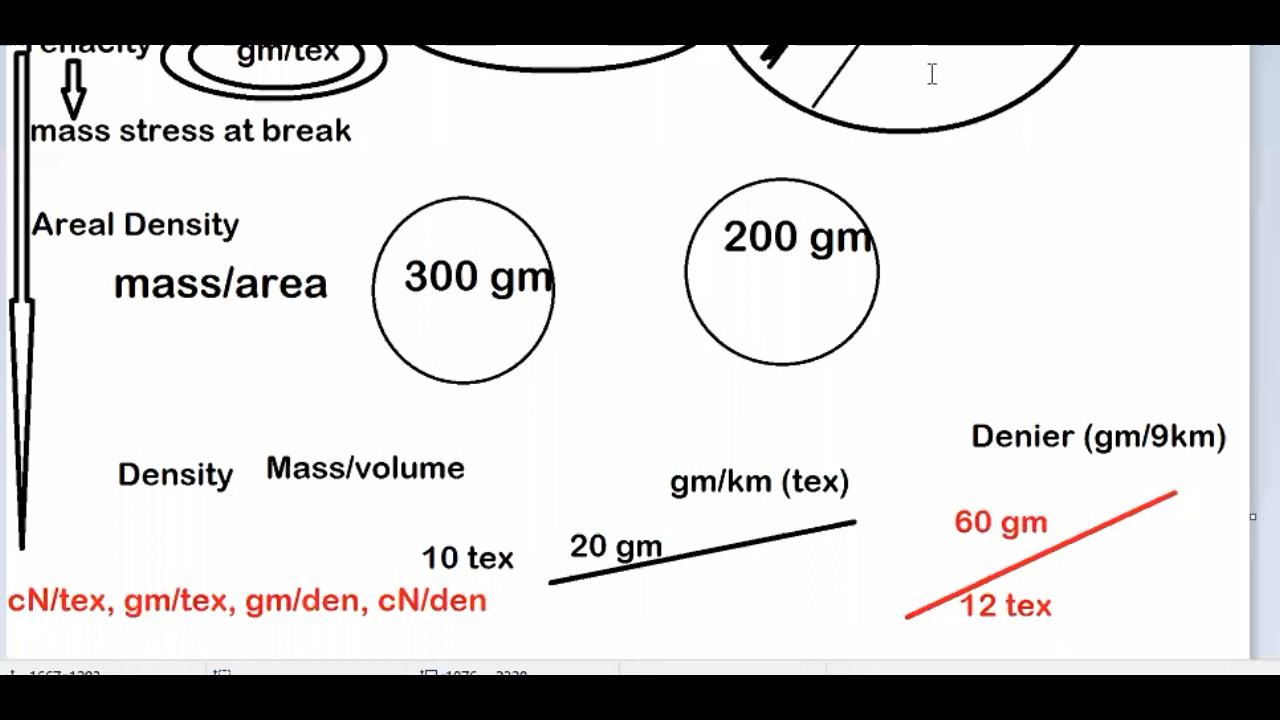 gm/tex
mass stress at break
Areal Density
200 gm
mass/area
300 gm
Denier (gm/9km)
Density
Mass/volume
gm/km (tex)
60 gm
10 tex
20 gm
cN/tex, gm/tex, gm/den, cN/den
12 tex